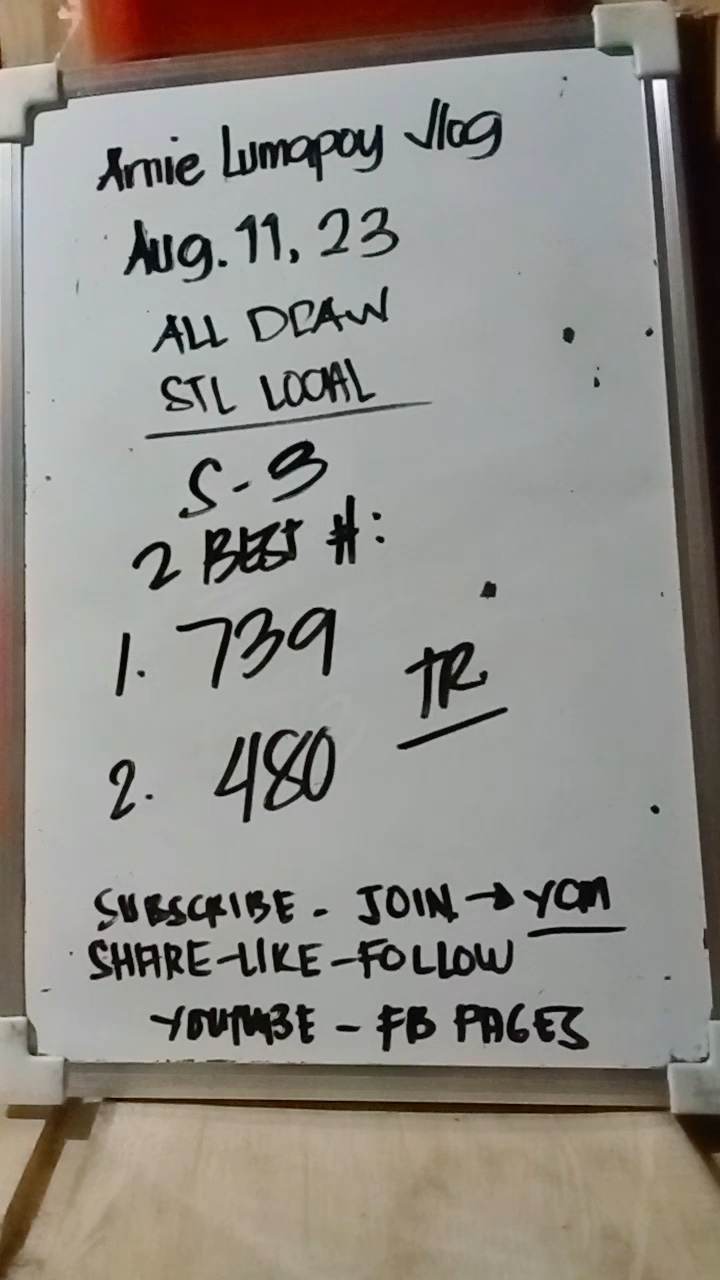 Arnie Lumapoy Vlog
Aug. 11, 23
ALL DRAW
STL LOCAL
S-3
2 BEST #:
1. 739
TR
2. 480
SUBSCRIBE - JOIN → YCM
SHARE-LIKE-FOLLOW
YOUTUBE - FB PAGES